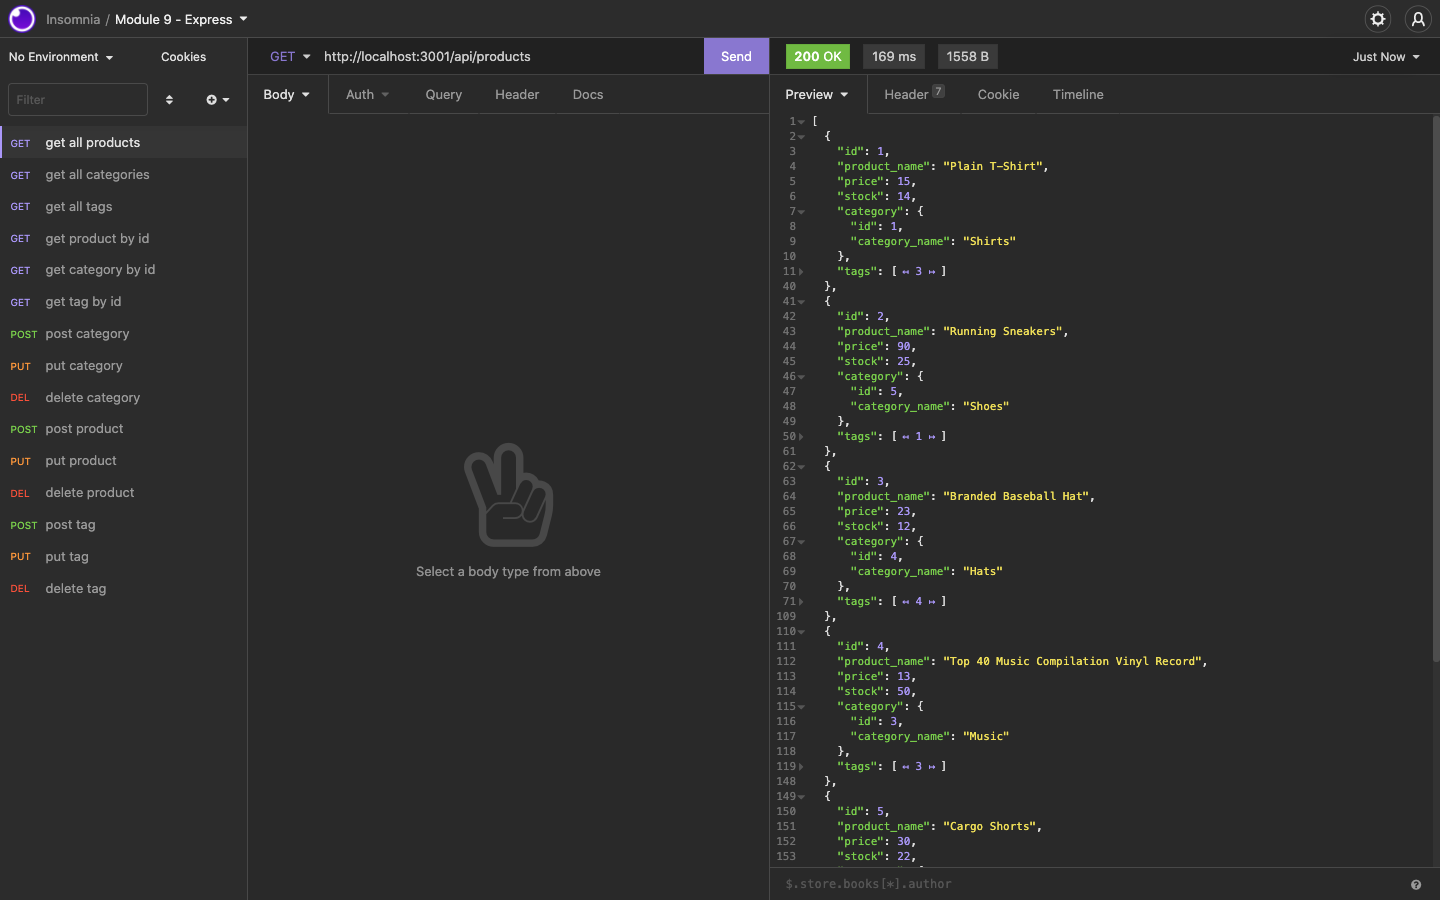 Insomnia / Module 9 - Express
No Environment
Cookies
Filter
GET get all products
GET get all categories
GET get all tags
GET get product by id
GET get category by id
GET get tag by id
POST post category
PUT put category
DEL delete category
POST post product
PUT put product
DEL delete product
POST post tag
PUT put tag
DEL delete tag
GET http://localhost:3001/api/products Send
Body Auth Query Header Docs
Select a body type from above
200 OK 169 ms 1558 B Just Now
Preview Header 7 Cookie Timeline
1 [
2 {
3 "id": 1,
4 "product_name": "Plain T-Shirt",
5 "price": 15,
6 "stock": 14,
7 "category": {
8 "id": 1,
9 "category_name": "Shirts"
10 },
11 "tags": [ ↤ 3 ↦ ]
40 },
41 {
42 "id": 2,
43 "product_name": "Running Sneakers",
44 "price": 90,
45 "stock": 25,
46 "category": {
47 "id": 5,
48 "category_name": "Shoes"
49 },
50 "tags": [ ↤ 1 ↦ ]
61 },
62 {
63 "id": 3,
64 "product_name": "Branded Baseball Hat",
65 "price": 23,
66 "stock": 12,
67 "category": {
68 "id": 4,
69 "category_name": "Hats"
70 },
71 "tags": [ ↤ 4 ↦ ]
109 },
110 {
111 "id": 4,
112 "product_name": "Top 40 Music Compilation Vinyl Record",
113 "price": 13,
114 "stock": 50,
115 "category": {
116 "id": 3,
117 "category_name": "Music"
118 },
119 "tags": [ ↤ 3 ↦ ]
148 },
149 {
150 "id": 5,
151 "product_name": "Cargo Shorts",
152 "price": 30,
153 "stock": 22,
$.store.books[*].author